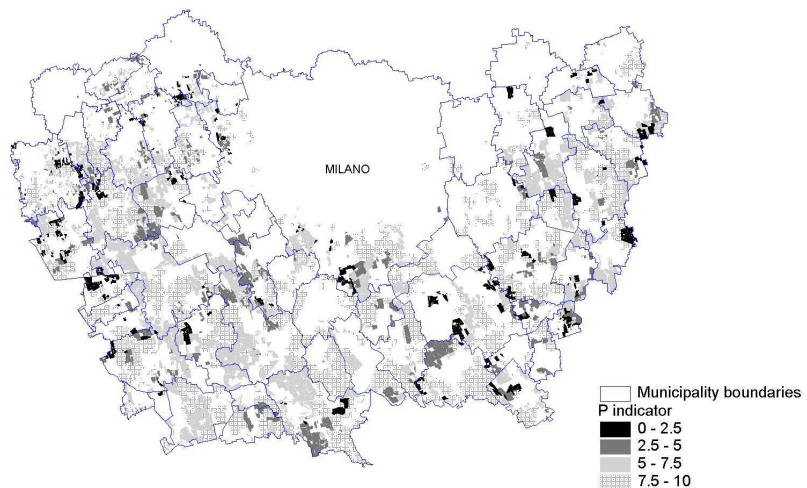 MILANO
Municipality boundaries
P indicator
0 - 2.5
2.5 - 5
5 - 7.5
7.5 - 10